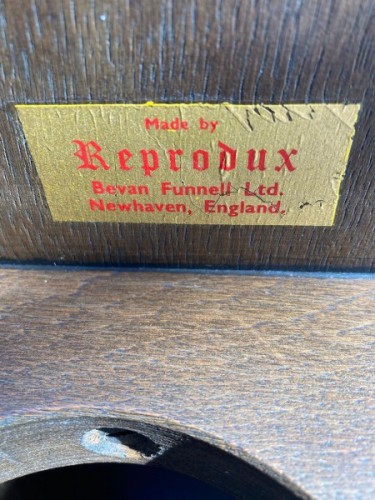 Made by
Reprodux
Bevan Funnell Ltd.
Newhaven, England.